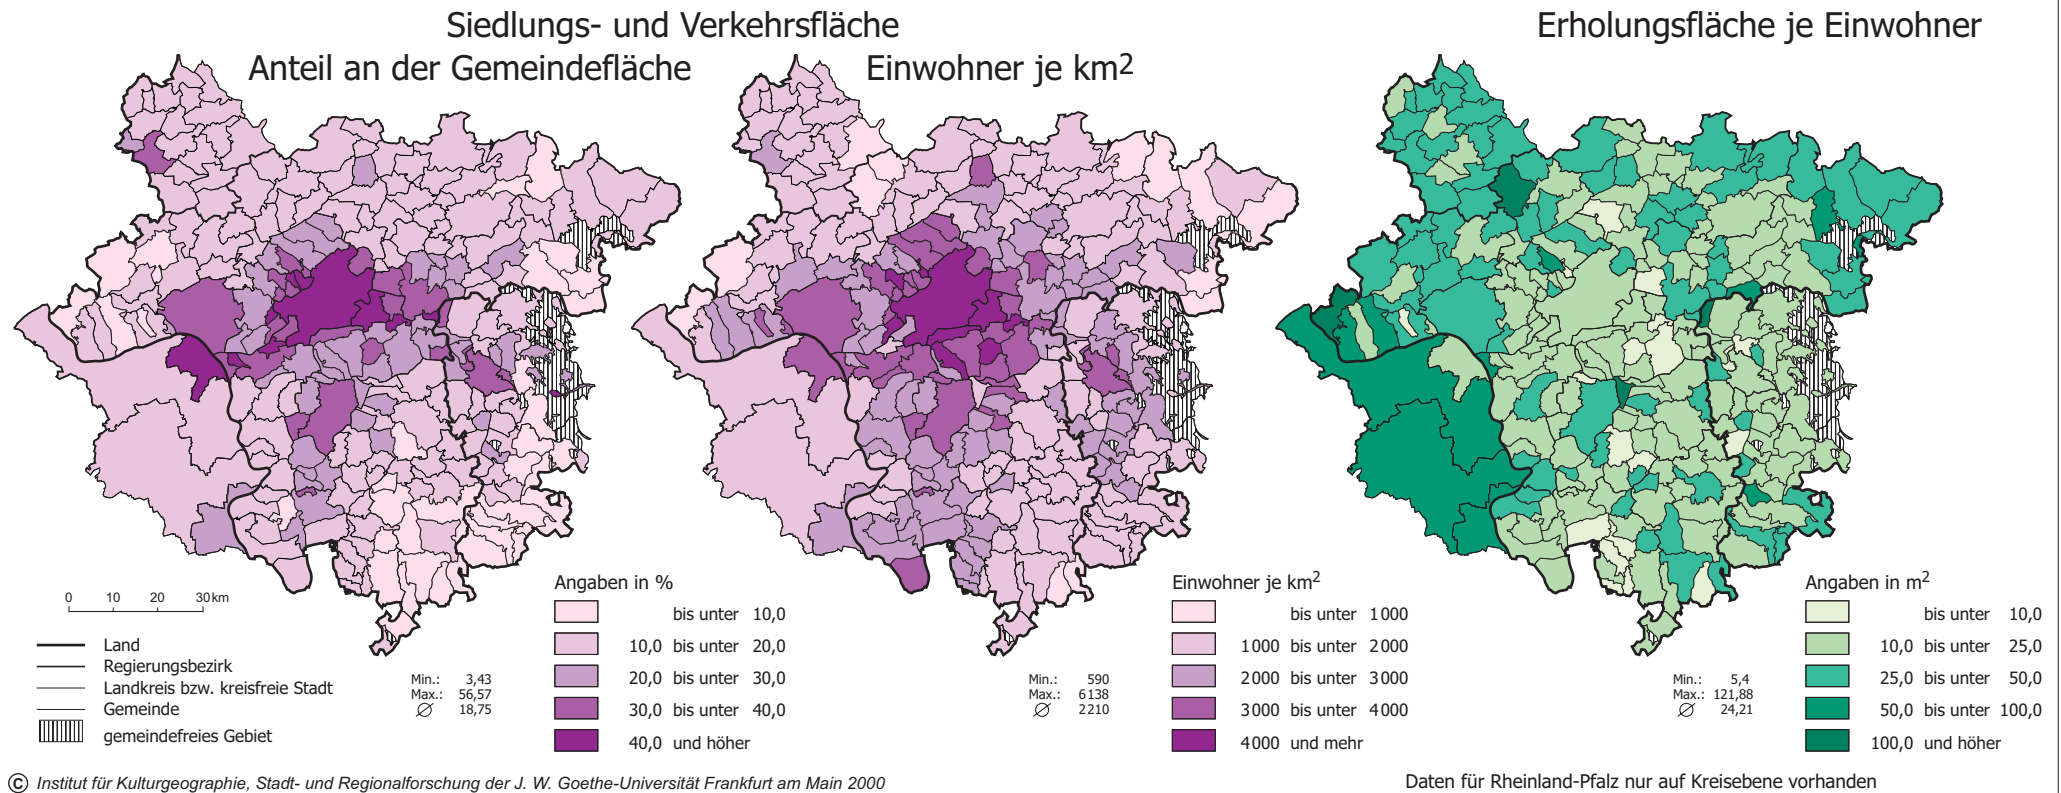 Siedlungs- und Verkehrsfläche
Erholungsfläche je Einwohner
Anteil an der Gemeindefläche
Einwohner je km²
0 10 20 30 km
Land
Regierungsbezirk
Landkreis bzw. kreisfreie Stadt
Gemeinde
gemeindefreies Gebiet
Min.: 3,43
Max.: 56,57
∅ 18,75
Angaben in %
bis unter 10,0
10,0 bis unter 20,0
20,0 bis unter 30,0
30,0 bis unter 40,0
40,0 und höher
Min.: 590
Max.: 6138
∅ 2210
Einwohner je km²
bis unter 1000
1000 bis unter 2000
2000 bis unter 3000
3000 bis unter 4000
4000 und mehr
Min.: 5,4
Max.: 121,88
∅ 24,21
Angaben in m²
bis unter 10,0
10,0 bis unter 25,0
25,0 bis unter 50,0
50,0 bis unter 100,0
100,0 und höher
© Institut für Kulturgeographie, Stadt- und Regionalforschung der J. W. Goethe-Universität Frankfurt am Main 2000
Daten für Rheinland-Pfalz nur auf Kreisebene vorhanden